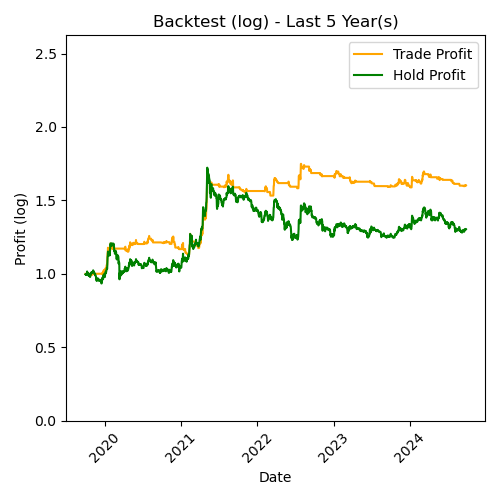 Backtest (log) - Last 5 Year(s)
Trade Profit
Hold Profit
Profit (log)
2.5
2.0
1.5
1.0
0.5
0.0
2020
2021
2022
2023
2024
Date